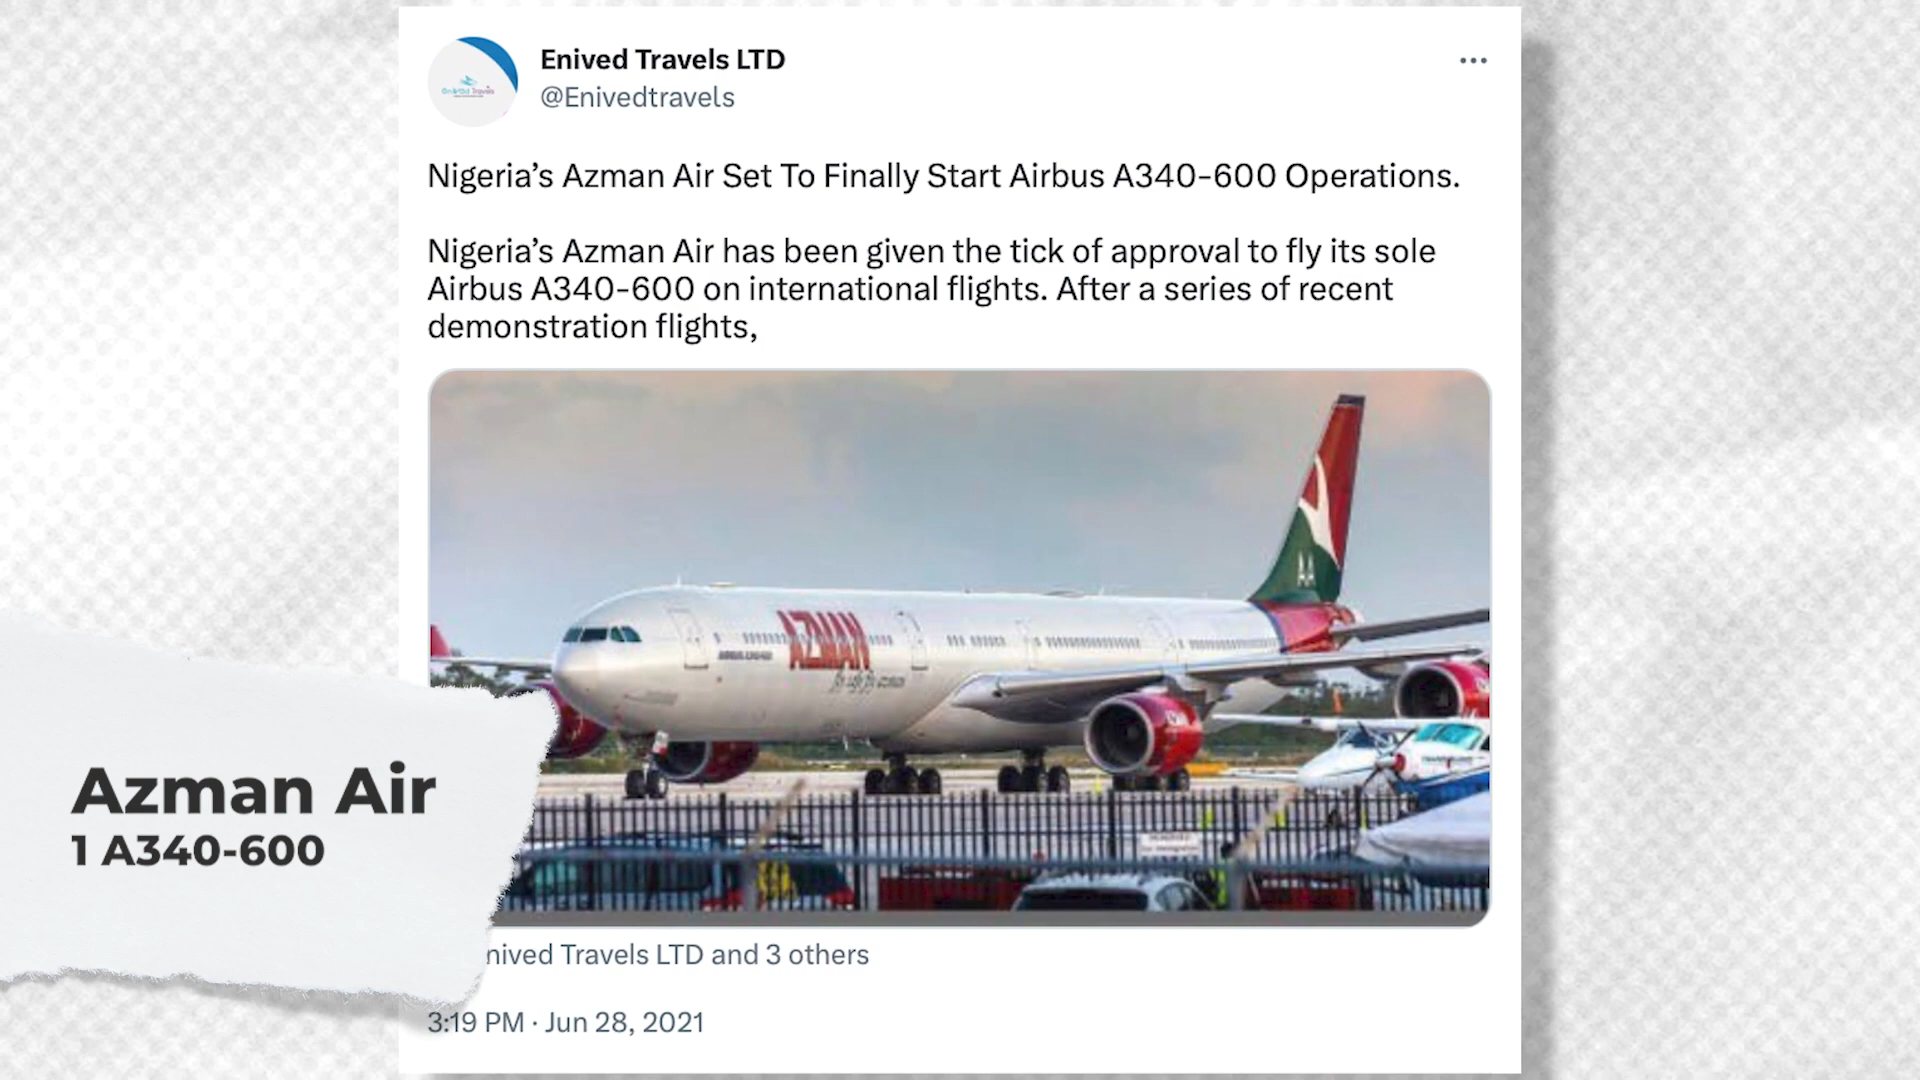 Enived Travels LTD
@Enivedtravels
Nigeria’s Azman Air Set To Finally Start Airbus A340-600 Operations.
Nigeria’s Azman Air has been given the tick of approval to fly its sole
Airbus A340-600 on international flights. After a series of recent
demonstration flights,
AZMAN
AA
Azman Air
1 A340-600
nived Travels LTD and 3 others
3:19 PM · Jun 28, 2021